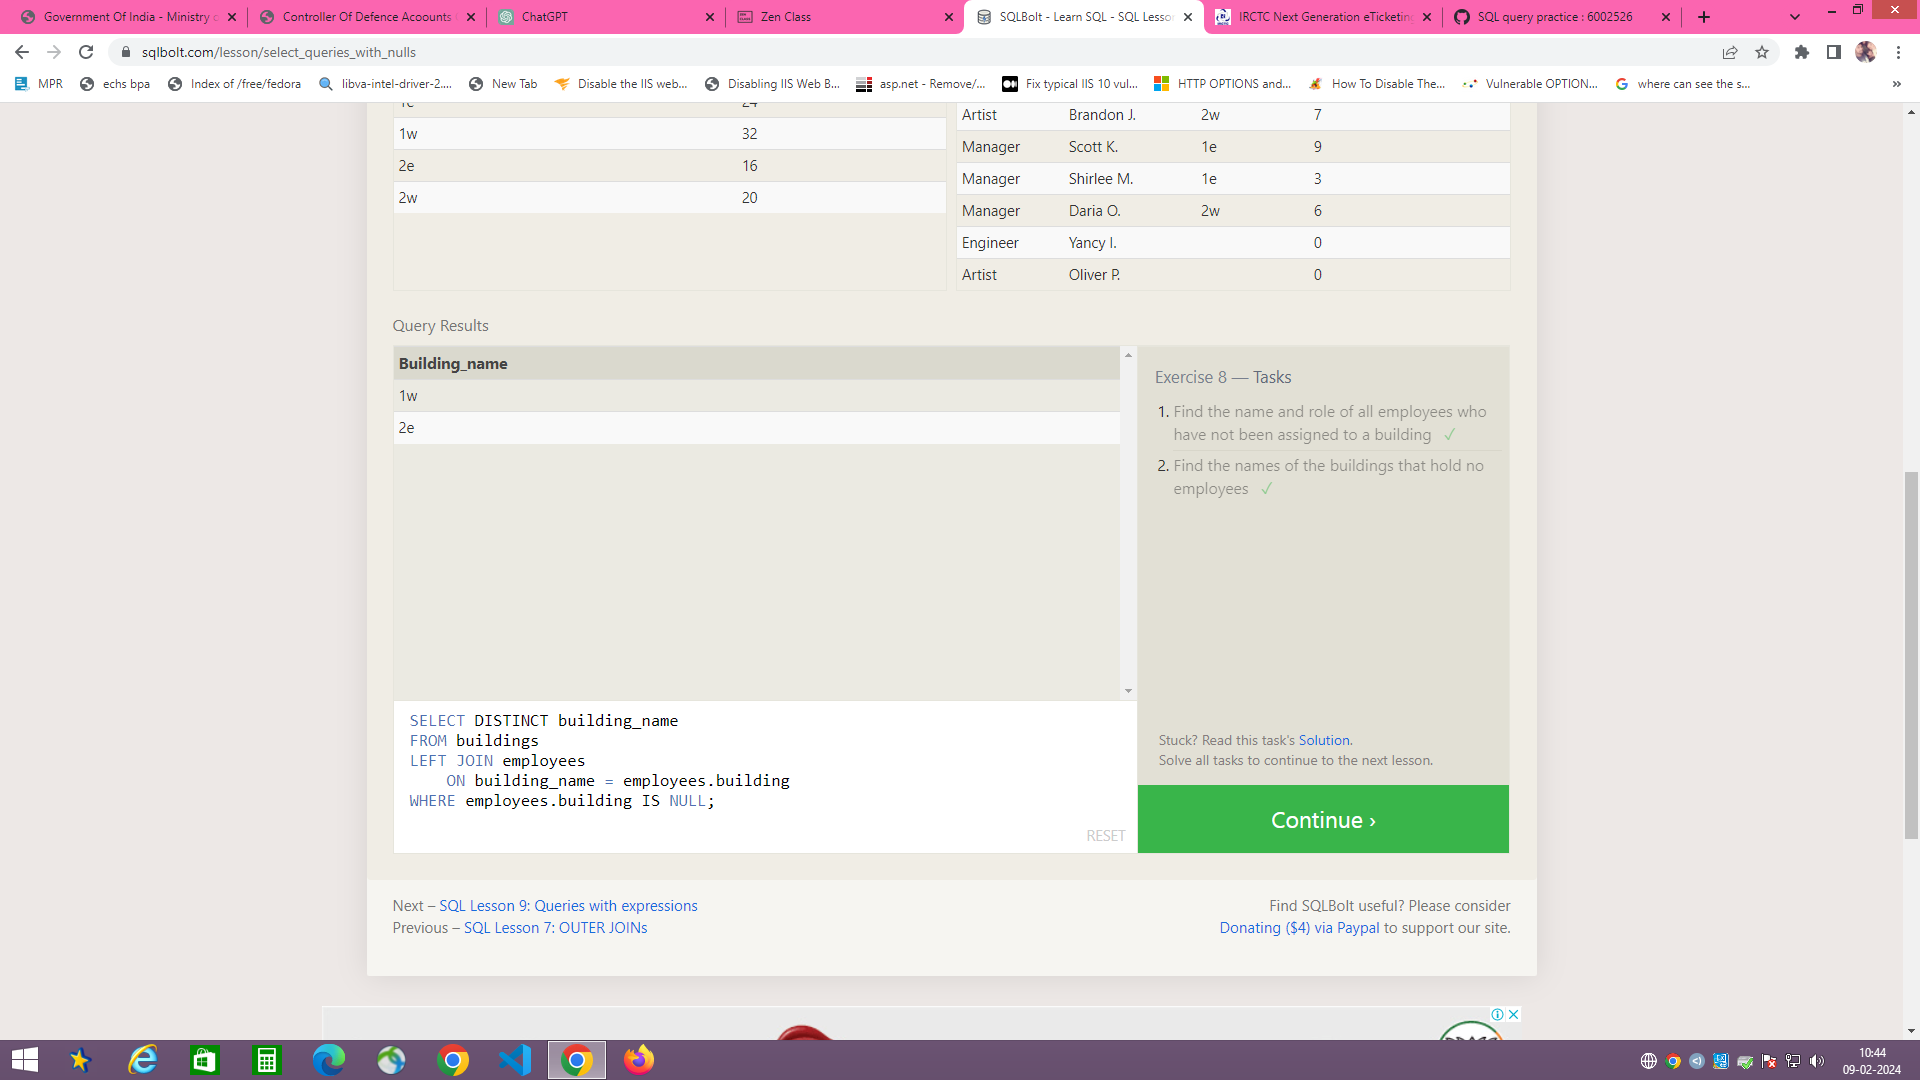 Government Of India - Ministry o
Controller Of Defence Acoounts
ChatGPT
Zen Class
SQLBolt - Learn SQL - SQL Lesson
IRCTC Next Generation eTicketing
SQL query practice : 6002526
sqlbolt.com/lesson/select_queries_with_nulls
MPR
echs bpa
Index of /free/fedora
libva-intel-driver-2....
New Tab
Disable the IIS web...
Disabling IIS Web B...
asp.net - Remove/...
Fix typical IIS 10 vul...
HTTP OPTIONS and...
How To Disable The...
Vulnerable OPTION...
where can see the s...
»
1e 24
1w 32
2e 16
2w 20
Artist Brandon J. 2w 7
Manager Scott K. 1e 9
Manager Shirlee M. 1e 3
Manager Daria O. 2w 6
Engineer Yancy I. 0
Artist Oliver P. 0
Query Results
Building_name
1w
2e
Exercise 8 — Tasks
1. Find the name and role of all employees who
have not been assigned to a building ✓
2. Find the names of the buildings that hold no
employees ✓
SELECT DISTINCT building_name
FROM buildings
LEFT JOIN employees
ON building_name = employees.building
WHERE employees.building IS NULL;
RESET
Stuck? Read this task's Solution.
Solve all tasks to continue to the next lesson.
Continue ›
Next – SQL Lesson 9: Queries with expressions
Previous – SQL Lesson 7: OUTER JOINs
Find SQLBolt useful? Please consider
Donating ($4) via Paypal to support our site.
10:44
09-02-2024